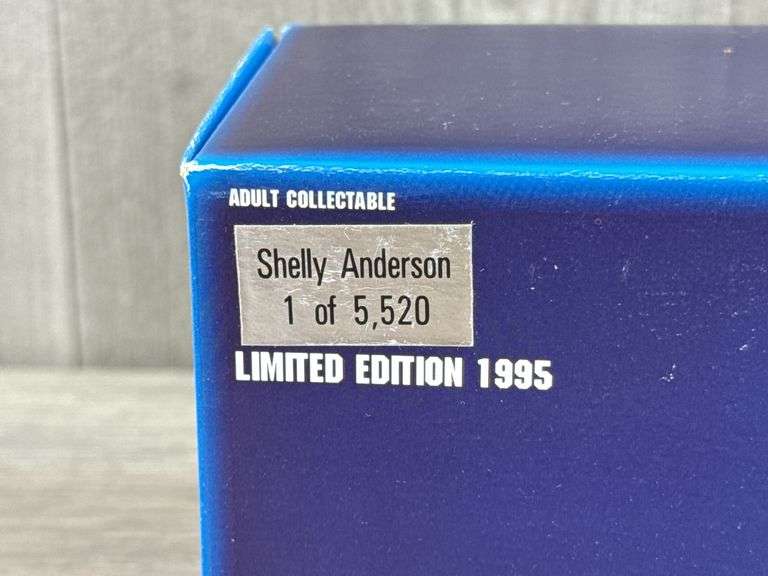 ADULT COLLECTABLE
Shelly Anderson
1 of 5,520
LIMITED EDITION 1995